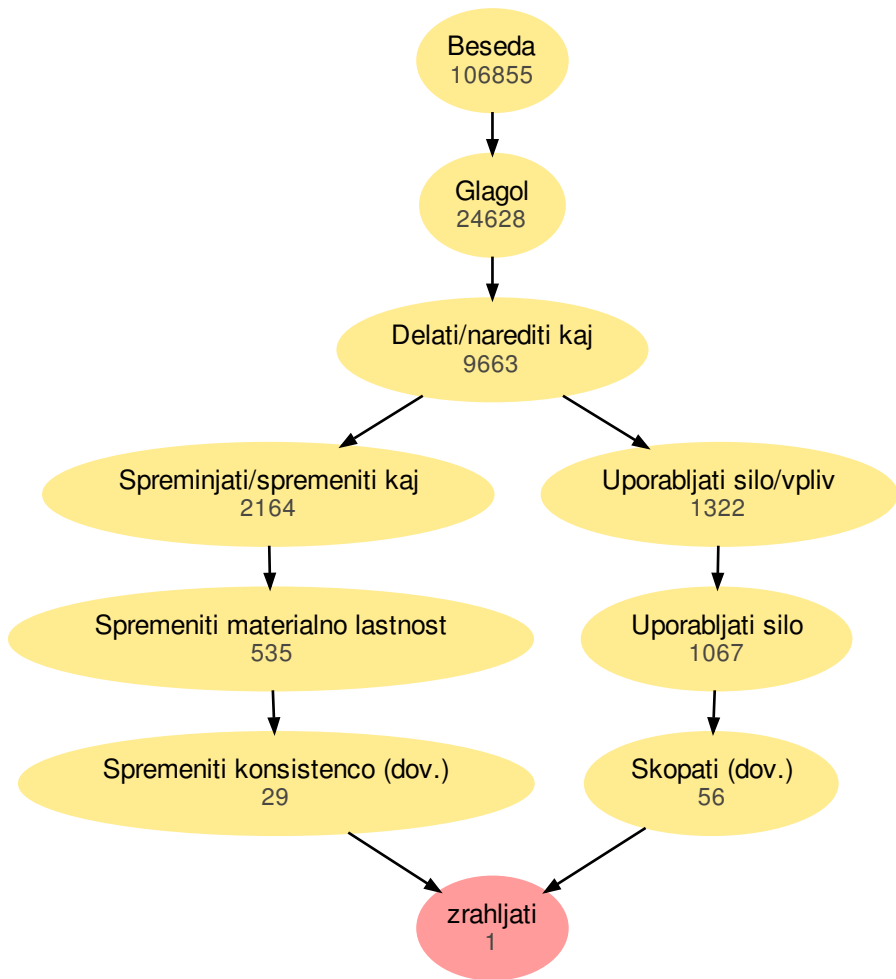 Beseda
106855
Glagol
24628
Delati/narediti kaj
9663
Spreminjati/spremeniti kaj
2164
Uporabljati silo/vpliv
1322
Spremeniti materialno lastnost
535
Uporabljati silo
1067
Spremeniti konsistenco (dov.)
29
Skopati (dov.)
56
zrahljati
1